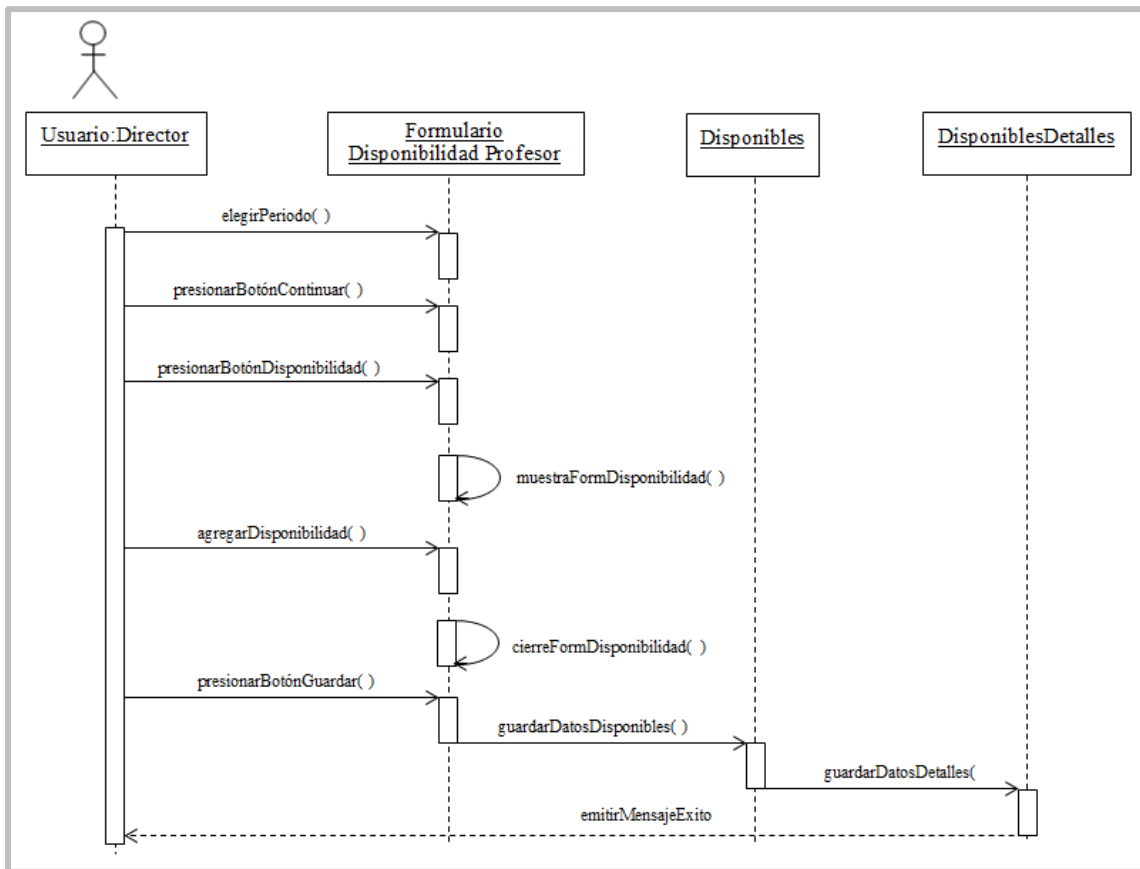 Usuario:Director
Formulario
Disponibilidad Profesor
Disponibles
DisponiblesDetalles
elegirPeriodo( )
presionarBotónContinuar( )
presionarBotónDisponibilidad( )
muestraFormDisponibilidad( )
agregarDisponibilidad( )
cierreFormDisponibilidad( )
presionarBotónGuardar( )
guardarDatosDisponibles( )
guardarDatosDetalles(
emitirMensajeExito